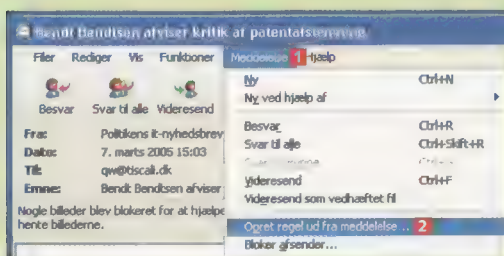 Bendt Bendtsen afviser kritik af patentafstemning
Filer Rediger Vis Funktioner Meddelelse 1 Hjælp
Besvar Svar til alle Videresend
Fra: Politikens it-nyhedsbrev
Dato: 7. marts 2005 15:03
Til: qw@tiscali.dk
Emne: Bendt Bendtsen afviser
Nogle billeder blev blokeret for at hjælpe
hente billederne.
Ny Ctrl+N
Ny ved hjælp af
Besvar Ctrl+R
Svar til alle Ctrl+Skift+R
Videresend Ctrl+F
Videresend som vedhæftet fil
Opret regel ud fra meddelelse ... 2
Bloker afsender...